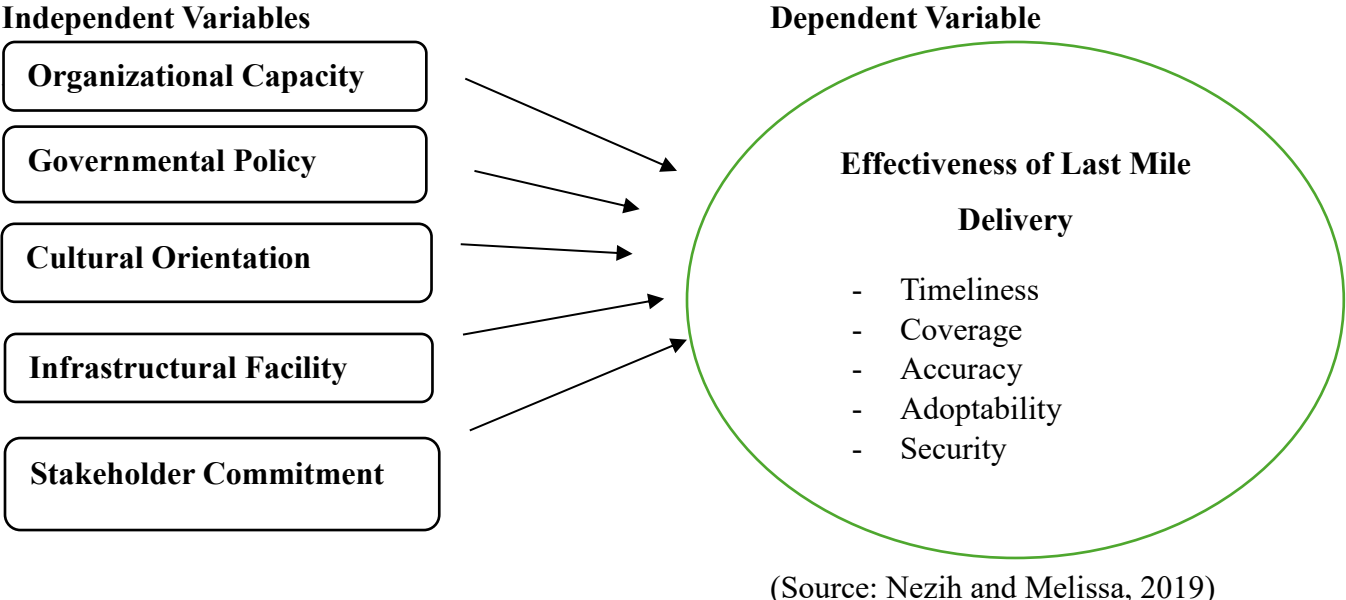 Independent Variables
Organizational Capacity
Governmental Policy
Cultural Orientation
Infrastructural Facility
Stakeholder Commitment
Dependent Variable
Effectiveness of Last Mile
Delivery
- Timeliness
- Coverage
- Accuracy
- Adoptability
- Security
(Source: Nezih and Melissa, 2019)